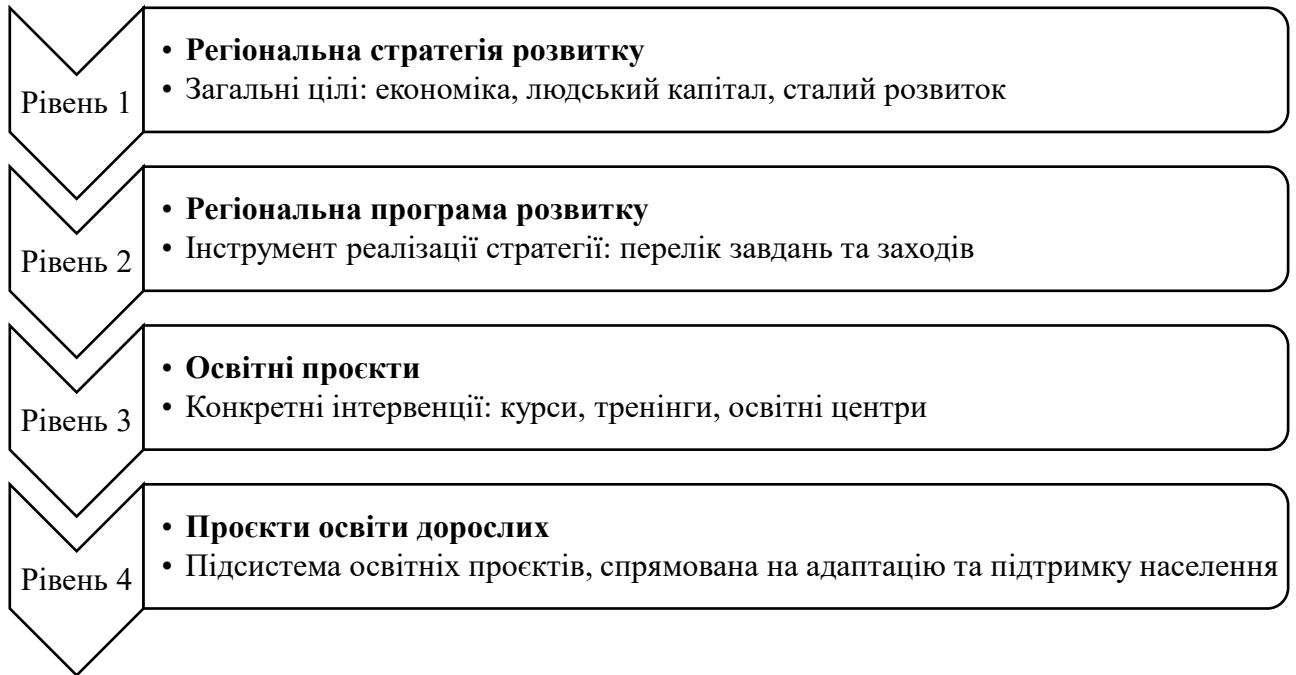 Рівень 1
• Регіональна стратегія розвитку
• Загальні цілі: економіка, людський капітал, сталий розвиток
Рівень 2
• Регіональна програма розвитку
• Інструмент реалізації стратегії: перелік завдань та заходів
Рівень 3
• Освітні проєкти
• Конкретні інтервенції: курси, тренінги, освітні центри
Рівень 4
• Проєкти освіти дорослих
• Підсистема освітніх проєктів, спрямована на адаптацію та підтримку населення